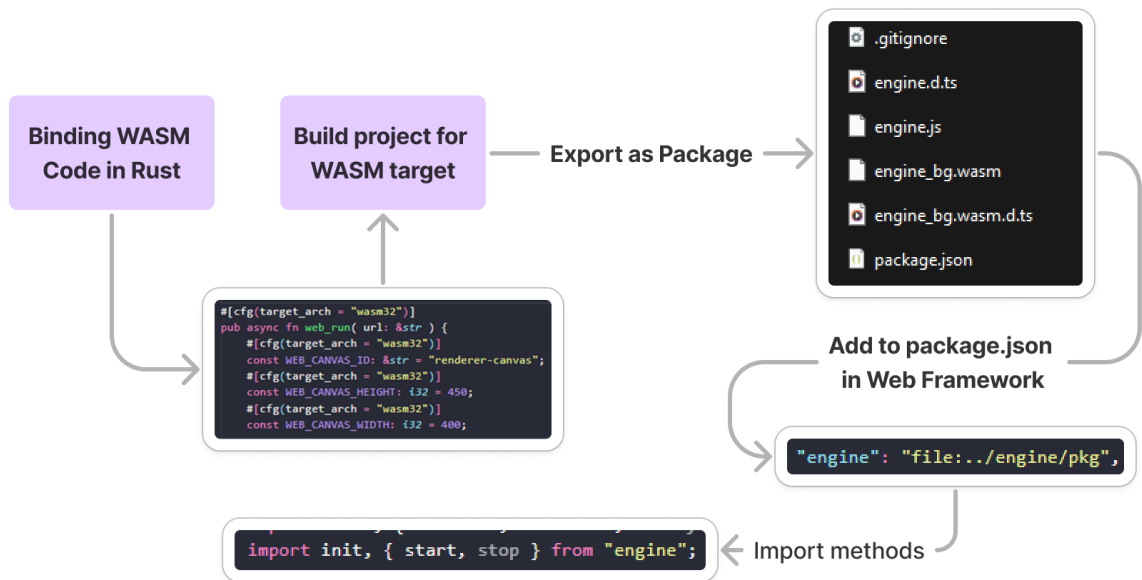 Binding WASM
Code in Rust
#[cfg(target_arch = "wasm32")]
pub async fn web_run( url: &str ) {
    #[cfg(target_arch = "wasm32")]
    const WEB_CANVAS_ID: &str = "renderer-canvas";
    #[cfg(target_arch = "wasm32")]
    const WEB_CANVAS_HEIGHT: i32 = 450;
    #[cfg(target_arch = "wasm32")]
    const WEB_CANVAS_WIDTH: i32 = 400;
Build project for
WASM target
Export as Package
.gitignore
engine.d.ts
engine.js
engine_bg.wasm
engine_bg.wasm.d.ts
package.json
Add to package.json
in Web Framework
"engine": "file:../engine/pkg",
Import methods
import init, { start, stop } from "engine";